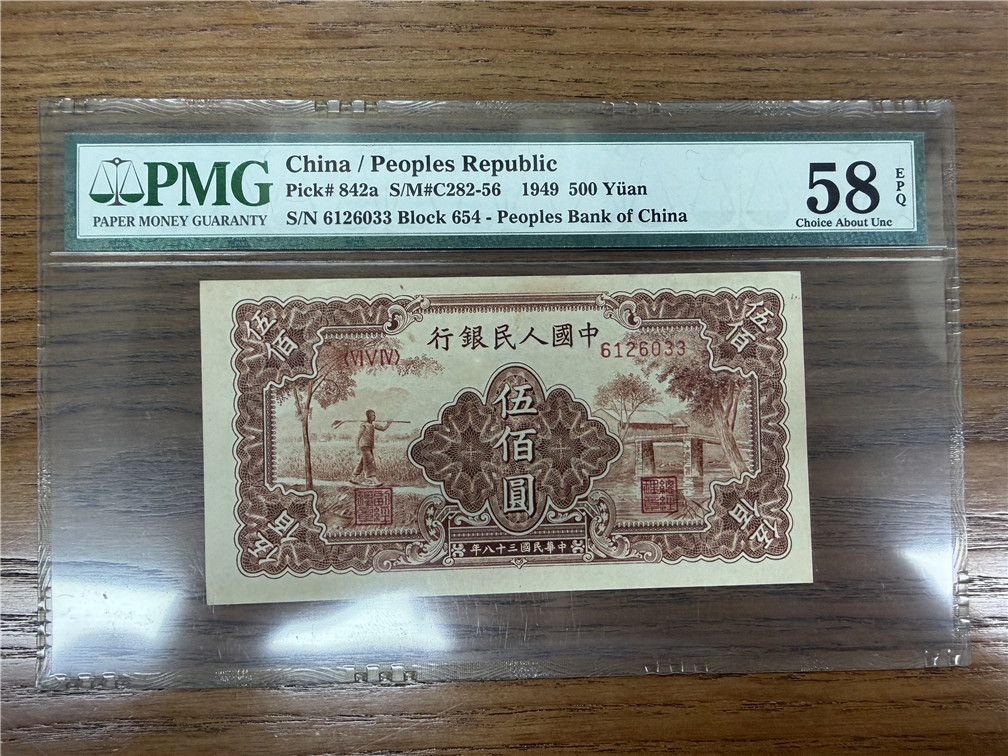 PMG
PAPER MONEY GUARANTY
China / Peoples Republic
Pick# 842a S/M#C282-56 1949 500 Yüan
S/N 6126033 Block 654 - Peoples Bank of China
58
EPQ
Choice About Unc
行銀民人國中
伍佰
伍佰
〈VI V IV〉
6126033
伍佰圓
伍佰
伍佰
年八十三國民華中